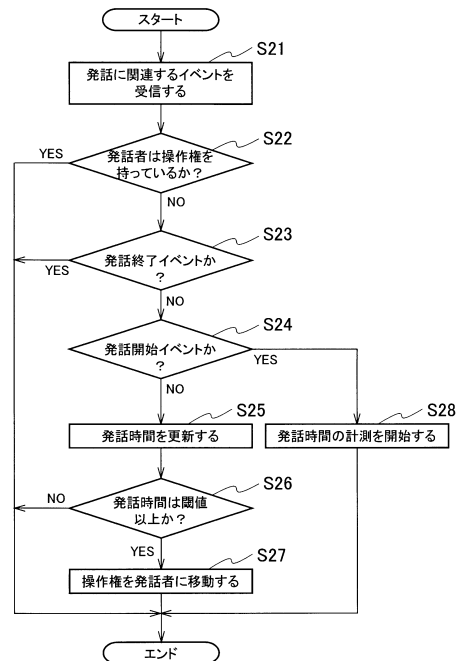 スタート
S21
発話に関連するイベントを
受信する
S22
発話者は操作権を
持っているか？
YES
NO
S23
発話終了イベントか
？
YES
NO
S24
発話開始イベントか
？
YES
NO
S25
発話時間を更新する
S28
発話時間の計測を開始する
S26
発話時間は閾値
以上か？
NO
YES
S27
操作権を発話者に移動する
エンド